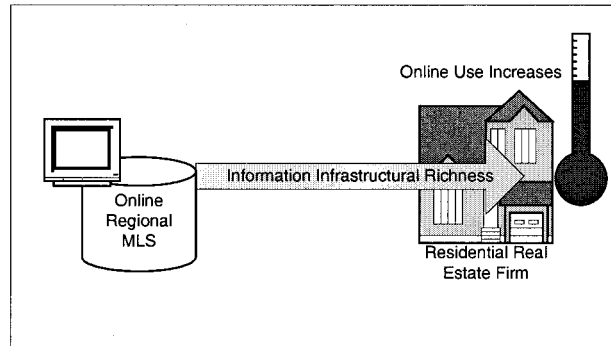 Online Use Increases
Information Infrastructural Richness
Online
Regional
MLS
Residential Real
Estate Firm